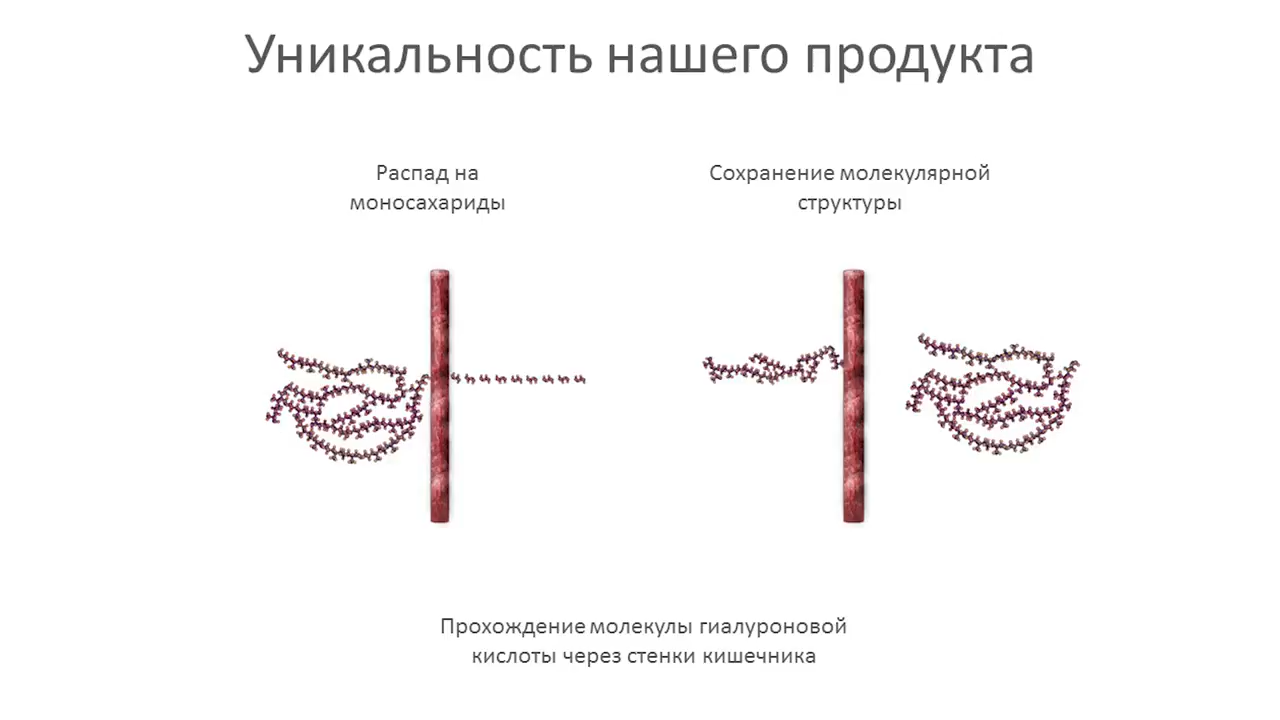 Уникальность нашего продукта
Распад на
моносахариды
Сохранение молекулярной
структуры
Прохождение молекулы гиалуроновой
кислоты через стенки кишечника